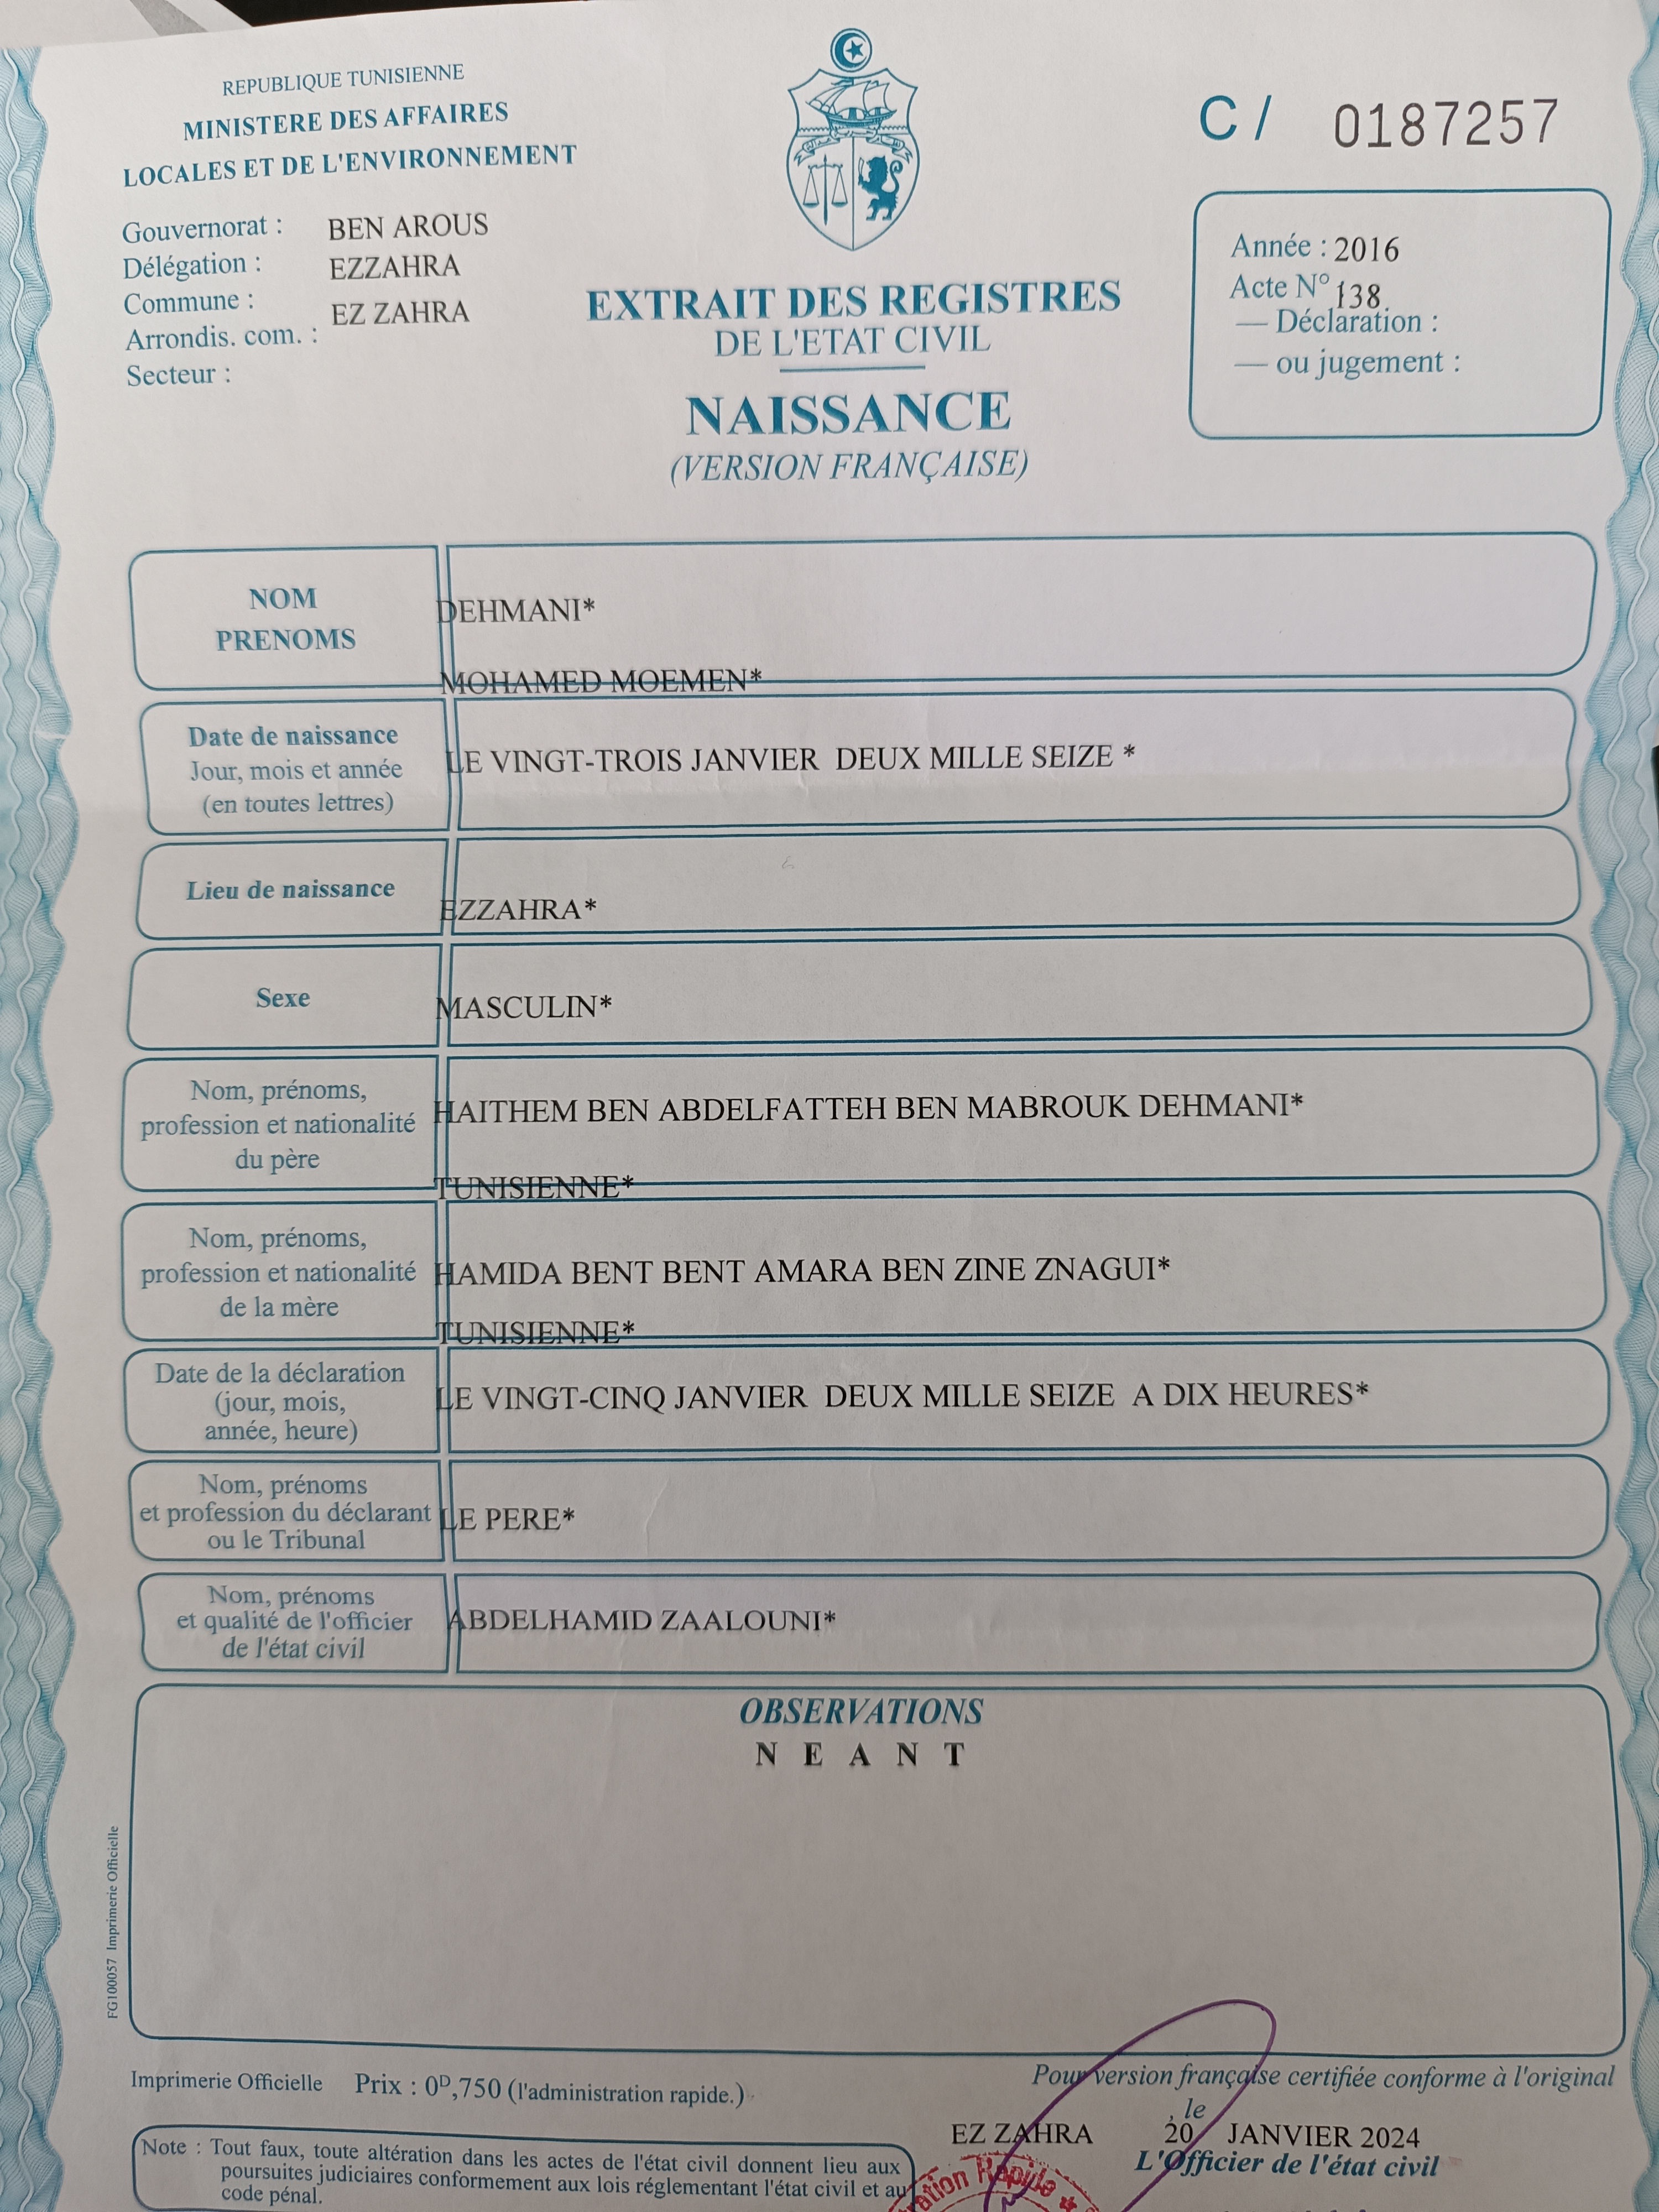 REPUBLIQUE TUNISIENNE
MINISTERE DES AFFAIRES
LOCALES ET DE L'ENVIRONNEMENT
C / 0187257
Gouvernorat : BEN AROUS
Délégation : EZZAHRA
Commune : EZ ZAHRA
Arrondis. com. :
Secteur :
EXTRAIT DES REGISTRES
DE L'ETAT CIVIL
NAISSANCE
(VERSION FRANÇAISE)
Année : 2016
Acte N° 138
— Déclaration :
— ou jugement :
NOM
PRENOMS
DEHMANI*
MOHAMED MOEMEN*
Date de naissance
Jour, mois et année
(en toutes lettres)
LE VINGT-TROIS JANVIER DEUX MILLE SEIZE *
Lieu de naissance
EZZAHRA*
Sexe
MASCULIN*
Nom, prénoms,
profession et nationalité
du père
HAITHEM BEN ABDELFATTEH BEN MABROUK DEHMANI*
TUNISIENNE*
Nom, prénoms,
profession et nationalité
de la mère
HAMIDA BENT BENT AMARA BEN ZINE ZNAGUI*
TUNISIENNE*
Date de la déclaration
(jour, mois,
année, heure)
LE VINGT-CINQ JANVIER DEUX MILLE SEIZE A DIX HEURES*
Nom, prénoms
et profession du déclarant
ou le Tribunal
LE PERE*
Nom, prénoms
et qualité de l'officier
de l'état civil
ABDELHAMID ZAALOUNI*
OBSERVATIONS
N E A N T
FG100057 Imprimerie Officielle
Imprimerie Officielle Prix : 0ᴰ,750 (l'administration rapide.)
Pour version française certifiée conforme à l'original
, le
EZ ZAHRA 20 JANVIER 2024
L'Officier de l'état civil
Note : Tout faux, toute altération dans les actes de l'état civil donnent lieu aux
poursuites judiciaires conformement aux lois réglementant l'état civil et au
code pénal.
Rapide